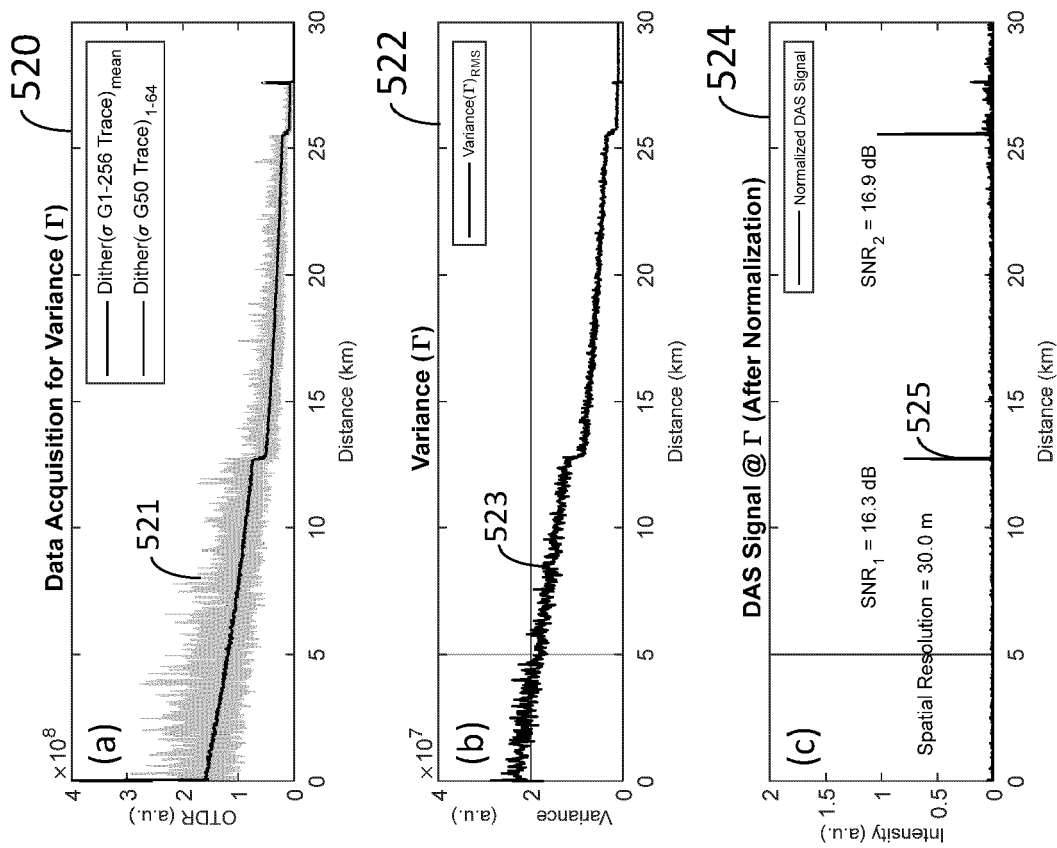 520
Data Acquisition for Variance (Γ)
×10⁸
(a)
521
Dither(σ G1-256 Trace)mean
Dither(σ G50 Trace)1-64
OTDR (a.u.)
4
3
2
1
0
0 5 10 15 20 25 30
Distance (km)
522
Variance (Γ)
×10⁷
(b)
523
Variance(Γ)RMS
Variance (a.u.)
4
2
0
0 5 10 15 20 25 30
Distance (km)
524
DAS Signal @ Γ (After Normalization)
(c)
Normalized DAS Signal
SNR₁ = 16.3 dB
SNR₂ = 16.9 dB
525
Spatial Resolution = 30.0 m
Intensity (a.u.)
2
1.5
1
0.5
0
0 5 10 15 20 25 30
Distance (km)